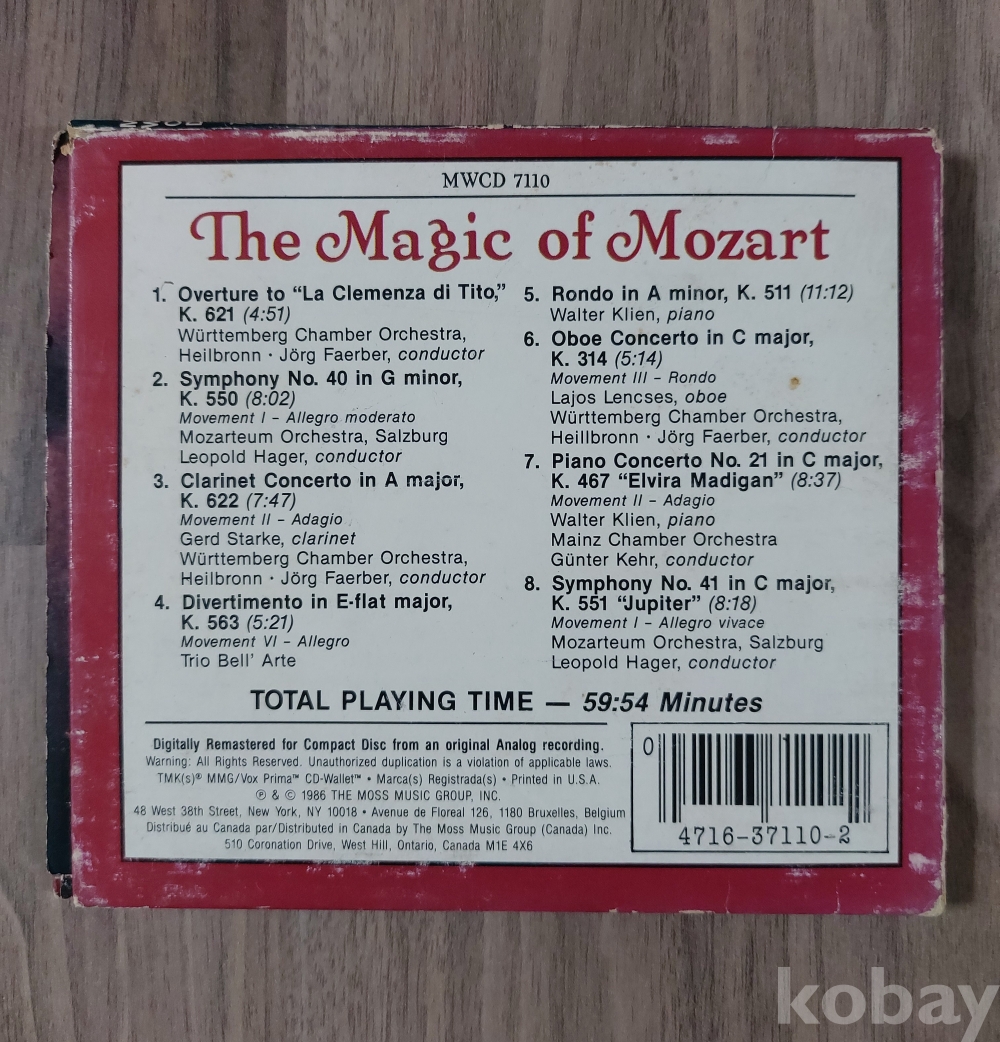 MWCD 7110
The Magic of Mozart
1. Overture to “La Clemenza di Tito,”
K. 621 (4:51)
Württemberg Chamber Orchestra,
Heilbronn · Jörg Faerber, conductor
2. Symphony No. 40 in G minor,
K. 550 (8:02)
Movement I – Allegro moderato
Mozarteum Orchestra, Salzburg
Leopold Hager, conductor
3. Clarinet Concerto in A major,
K. 622 (7:47)
Movement II – Adagio
Gerd Starke, clarinet
Württemberg Chamber Orchestra,
Heilbronn · Jörg Faerber, conductor
4. Divertimento in E-flat major,
K. 563 (5:21)
Movement VI – Allegro
Trio Bell’ Arte
5. Rondo in A minor, K. 511 (11:12)
Walter Klien, piano
6. Oboe Concerto in C major,
K. 314 (5:14)
Movement III – Rondo
Lajos Lencses, oboe
Württemberg Chamber Orchestra,
Heillbronn · Jörg Faerber, conductor
7. Piano Concerto No. 21 in C major,
K. 467 “Elvira Madigan” (8:37)
Movement II – Adagio
Walter Klien, piano
Mainz Chamber Orchestra
Günter Kehr, conductor
8. Symphony No. 41 in C major,
K. 551 “Jupiter” (8:18)
Movement I – Allegro vivace
Mozarteum Orchestra, Salzburg
Leopold Hager, conductor
TOTAL PLAYING TIME — 59:54 Minutes
Digitally Remastered for Compact Disc from an original Analog recording.
Warning: All Rights Reserved. Unauthorized duplication is a violation of applicable laws.
TMK(s)® MMG/Vox Prima™ CD-Wallet™ • Marca(s) Registrada(s) • Printed in U.S.A.
℗ & © 1986 THE MOSS MUSIC GROUP, INC.
48 West 38th Street, New York, NY 10018 • Avenue de Floreal 126, 1180 Bruxelles, Belgium
Distribué au Canada par/Distributed in Canada by The Moss Music Group (Canada) Inc.
510 Coronation Drive, West Hill, Ontario, Canada M1E 4X6
0
4716-37110-2
kobay